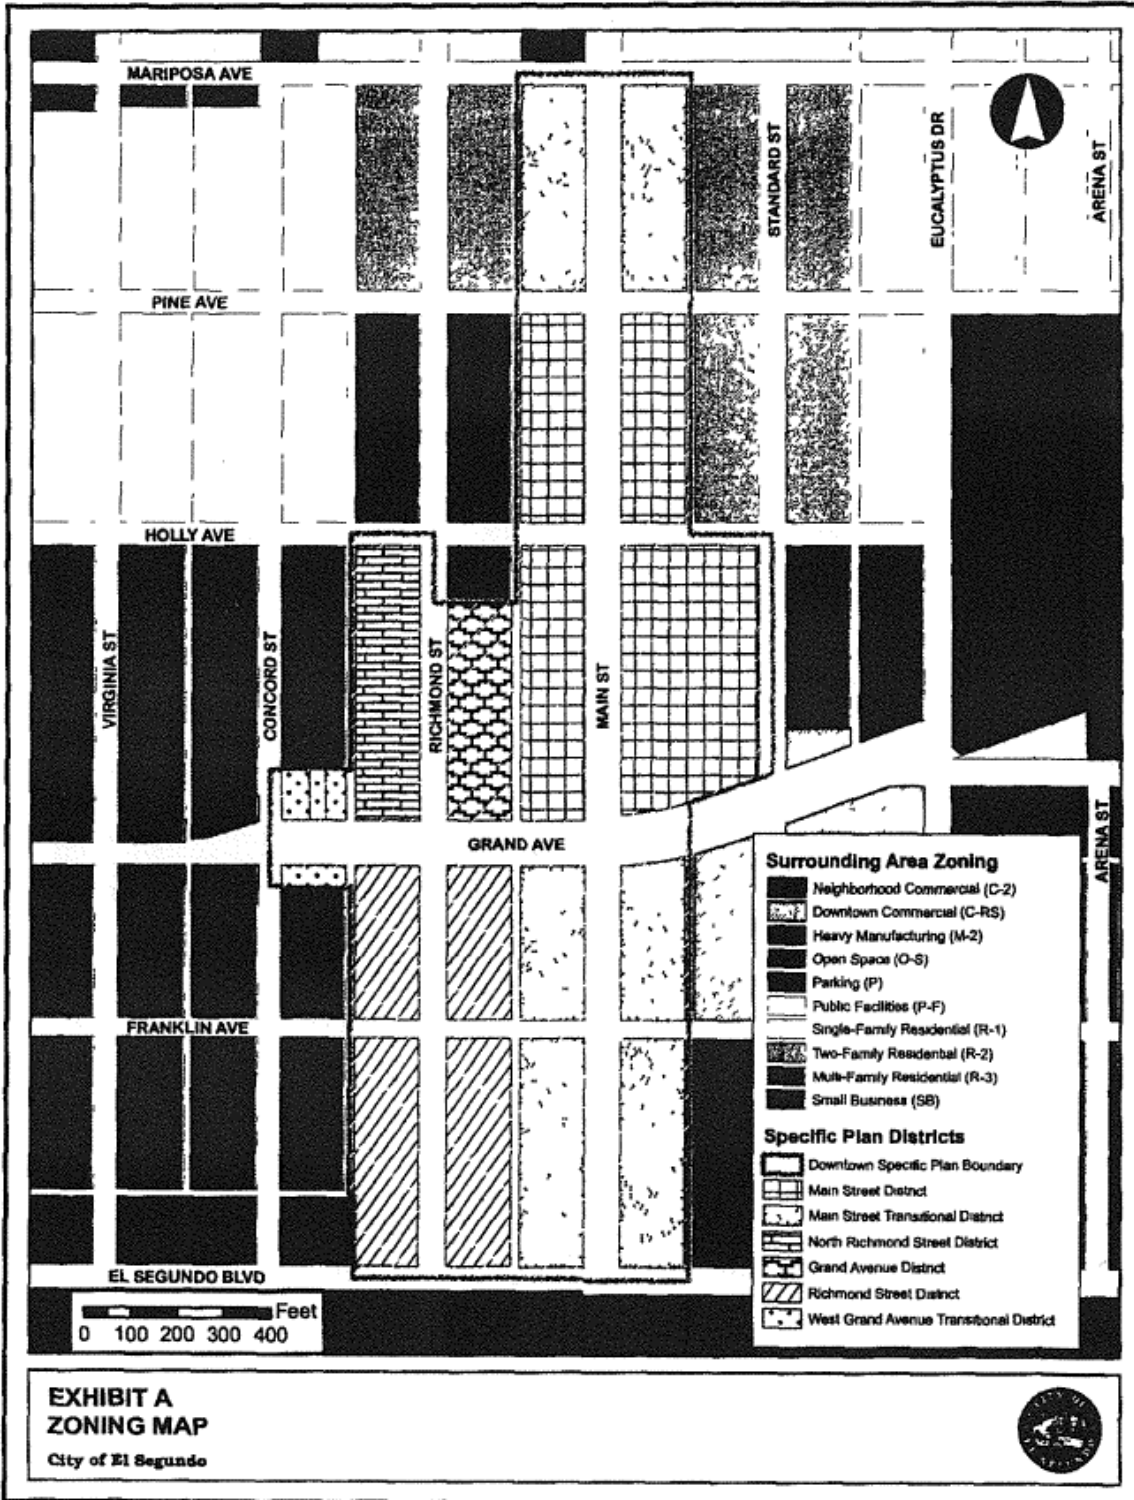 MARIPOSA AVE
STANDARD ST
EUCALYPTUS DR
ARENA ST
PINE AVE
HOLLY AVE
VIRGINIA ST
CONCORD ST
RICHMOND ST
MAIN ST
GRAND AVE
ARENA ST
FRANKLIN AVE
EL SEGUNDO BLVD
Surrounding Area Zoning
Neighborhood Commercial (C-2)
Downtown Commercial (C-RS)
Heavy Manufacturing (M-2)
Open Space (O-S)
Parking (P)
Public Facilities (P-F)
Single-Family Residential (R-1)
Two-Family Residential (R-2)
Multi-Family Residential (R-3)
Small Business (SB)
Specific Plan Districts
Downtown Specific Plan Boundary
Main Street District
Main Street Transitional District
North Richmond Street District
Grand Avenue District
Richmond Street District
West Grand Avenue Transitional District
Feet
0 100 200 300 400
EXHIBIT A
ZONING MAP
City of El Segundo
CITY OF
EL SEGUNDO